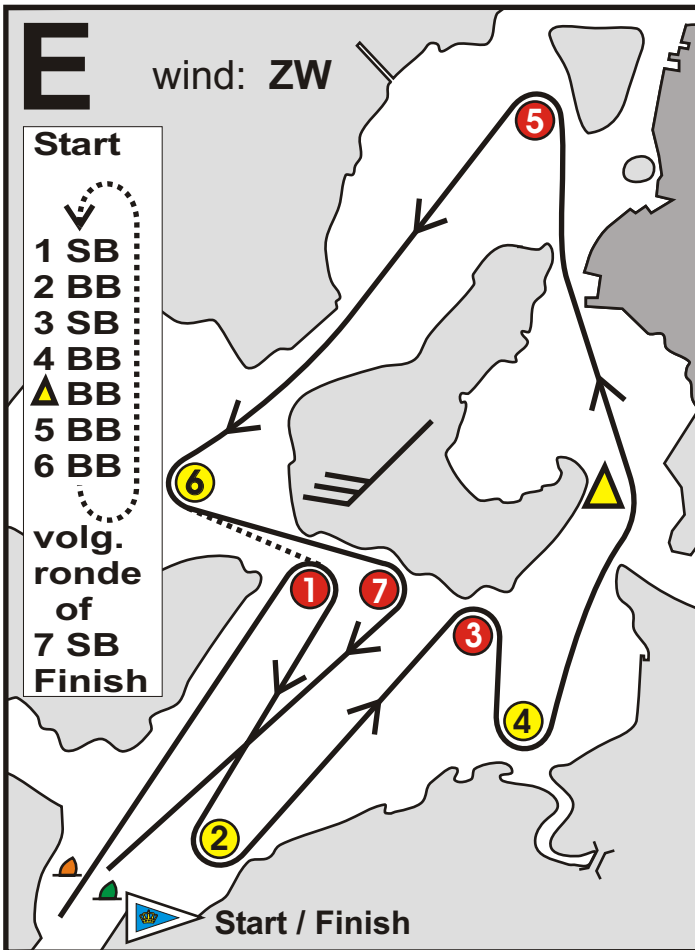 E
wind: ZW
Start
1 SB
2 BB
3 SB
4 BB
BB
5 BB
6 BB
volg.
ronde
of
7 SB
Finish
5
6
1
7
3
4
2
Start / Finish